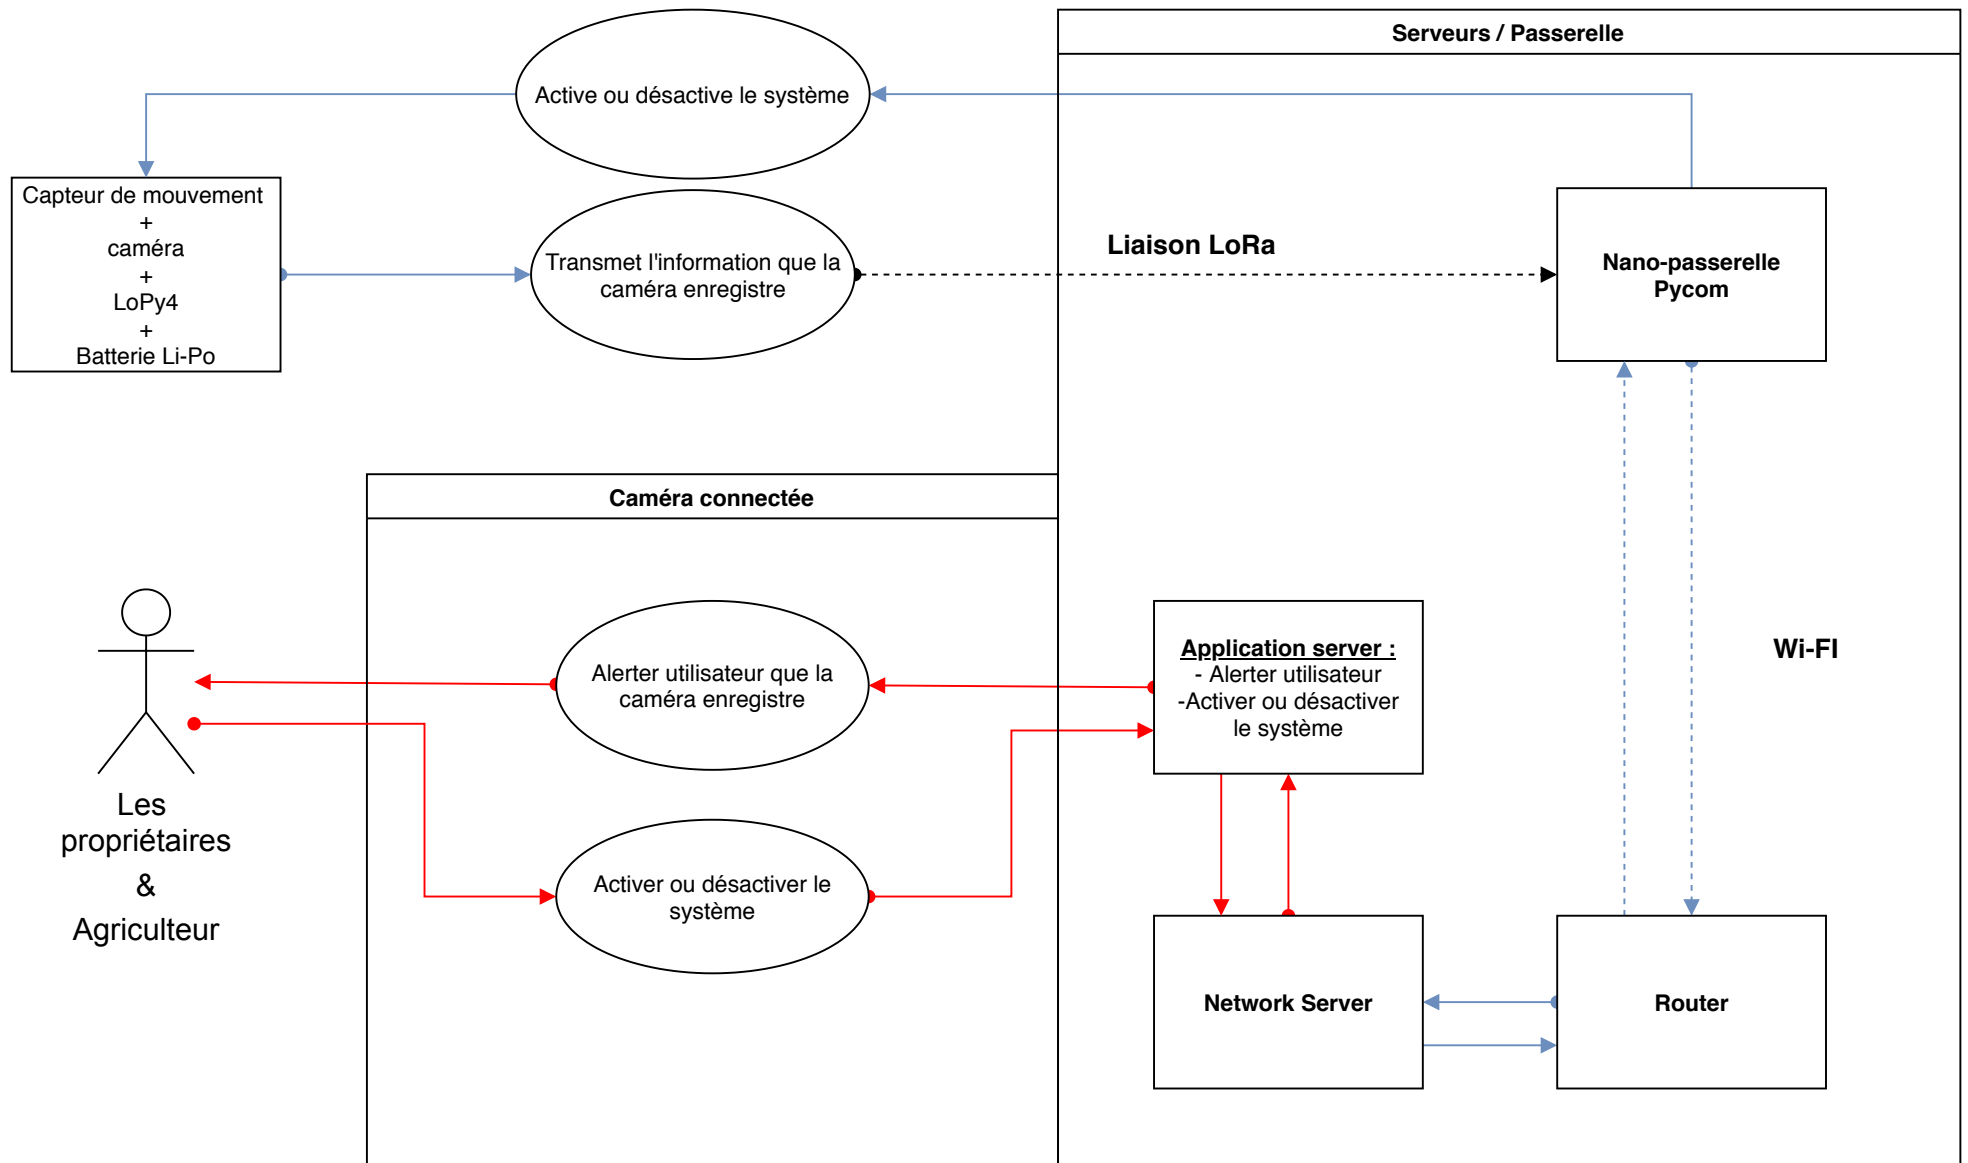 Serveurs / Passerelle
Active ou désactive le système
Capteur de mouvement
+
caméra
+
LoPy4
+
Batterie Li-Po
Transmet l'information que la
caméra enregistre
Liaison LoRa
Nano-passerelle
Pycom
Caméra connectée
Alerter utilisateur que la
caméra enregistre
Application server :
- Alerter utilisateur
-Activer ou désactiver
le système
Wi-FI
Les
propriétaires
&
Agriculteur
Activer ou désactiver le
système
Network Server
Router